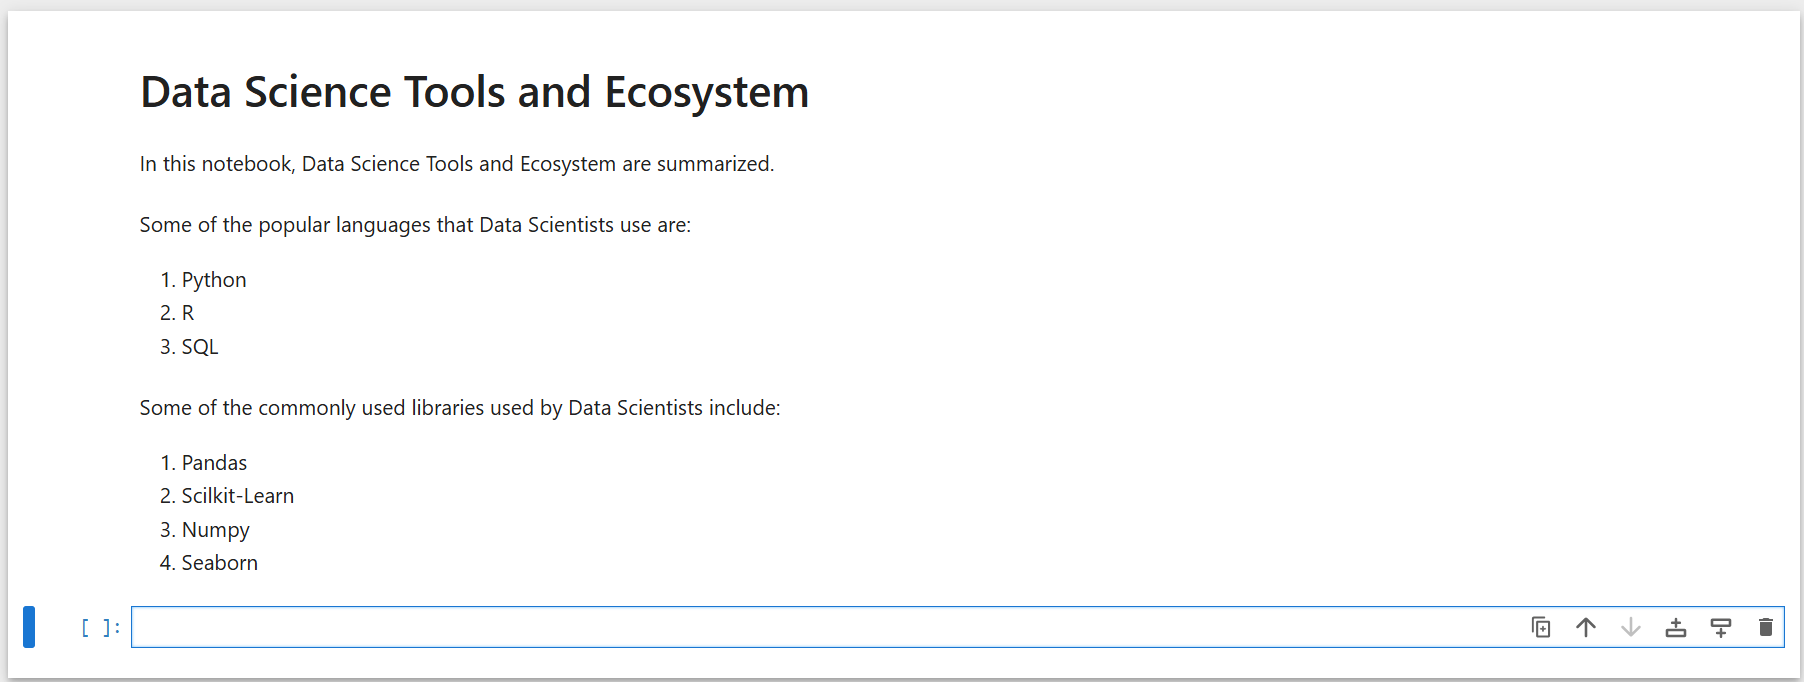 Data Science Tools and Ecosystem
In this notebook, Data Science Tools and Ecosystem are summarized.
Some of the popular languages that Data Scientists use are:
1. Python
2. R
3. SQL
Some of the commonly used libraries used by Data Scientists include:
1. Pandas
2. Scilkit-Learn
3. Numpy
4. Seaborn
[ ]: